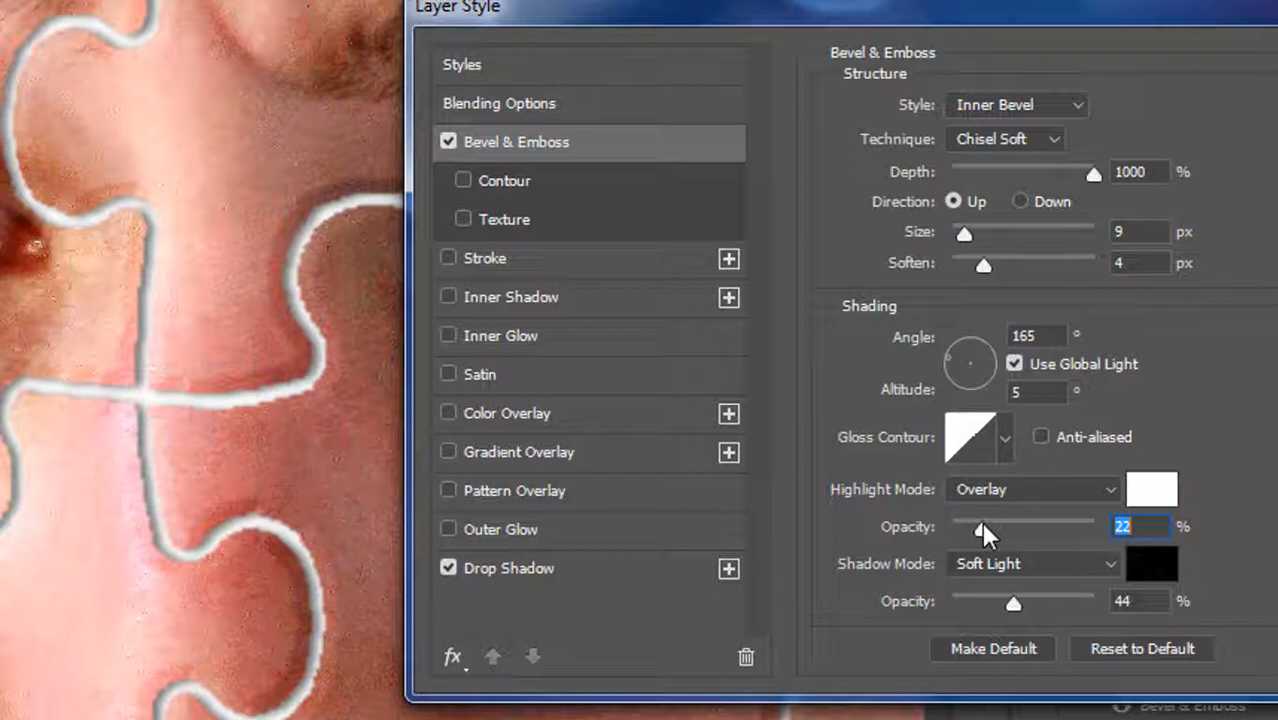 Layer Style
Styles
Blending Options
Bevel & Emboss
Contour
Texture
Stroke
Inner Shadow
Inner Glow
Satin
Color Overlay
Gradient Overlay
Pattern Overlay
Outer Glow
Drop Shadow
fx
Bevel & Emboss
Structure
Style: Inner Bevel
Technique: Chisel Soft
Depth: 1000 %
Direction: Up Down
Size: 9 px
Soften: 4 px
Shading
Angle: 165 °
Use Global Light
Altitude: 5 °
Gloss Contour: Anti-aliased
Highlight Mode: Overlay
Opacity: 22 %
Shadow Mode: Soft Light
Opacity: 44 %
Make Default Reset to Default
Bevel & Emboss